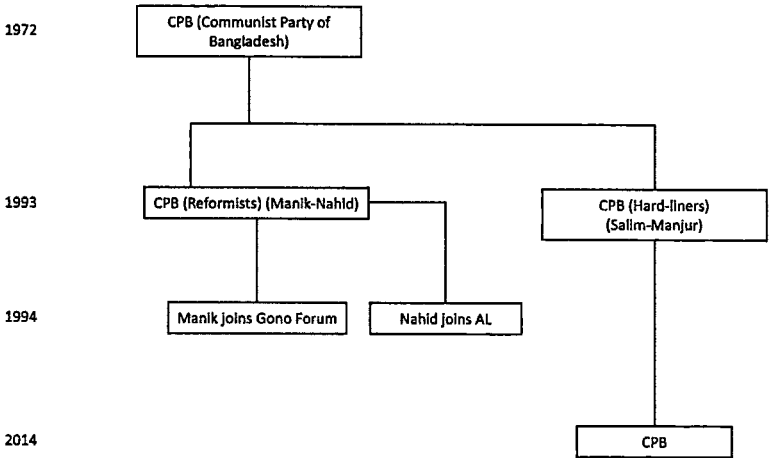 1972
CPB (Communist Party of
Bangladesh)
1993
CPB (Reformists) (Manik-Nahid)
CPB (Hard-liners)
(Salim-Manjur)
1994
Manik joins Gono Forum
Nahid joins AL
2014
CPB